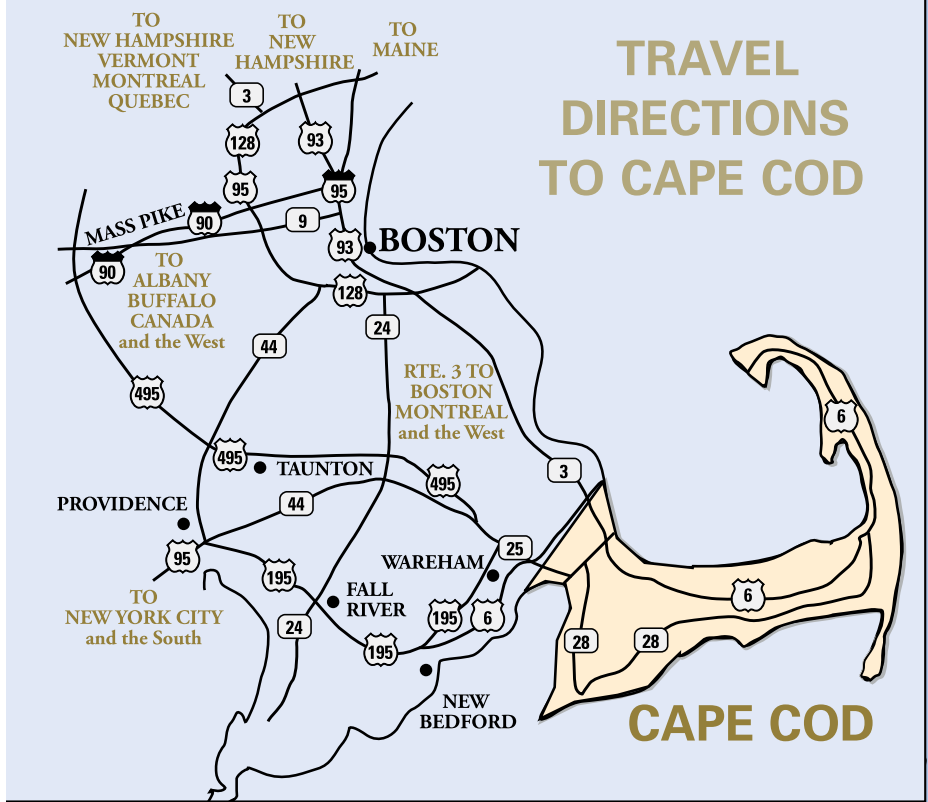 TO
NEW HAMPSHIRE
VERMONT
MONTREAL
QUEBEC
TO
NEW
HAMPSHIRE
TO
MAINE
TRAVEL
DIRECTIONS
TO CAPE COD
3
128
93
95
95
MASS PIKE
90
9
93
BOSTON
90
TO
ALBANY
BUFFALO
CANADA
and the West
128
24
44
RTE. 3 TO
BOSTON
MONTREAL
and the West
495
6
495
TAUNTON
495
3
PROVIDENCE
44
95
25
WAREHAM
195
FALL
RIVER
TO
NEW YORK CITY
and the South
24
195
6
6
195
28
28
NEW
BEDFORD
CAPE COD